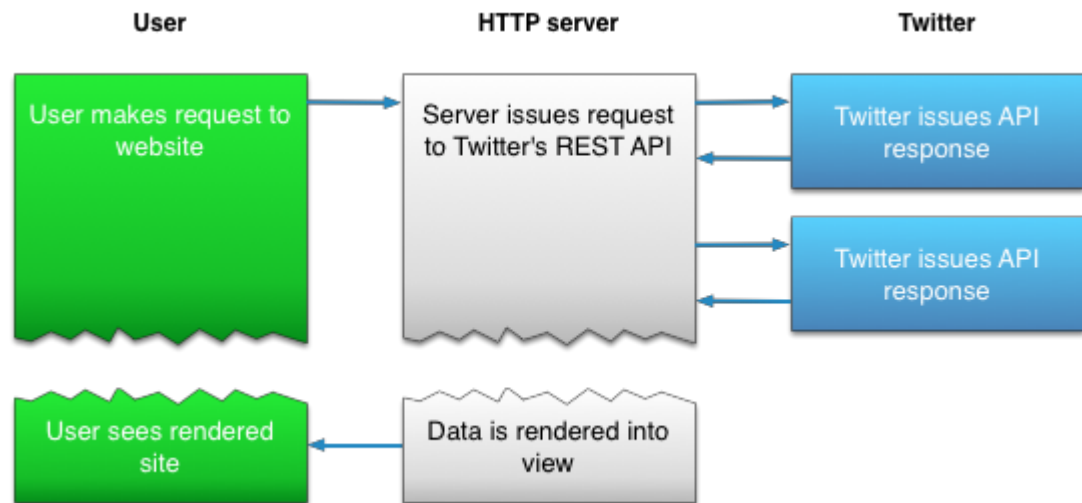 User
HTTP server
Twitter
User makes request to
website
Server issues request
to Twitter's REST API
Twitter issues API
response
Twitter issues API
response
User sees rendered
site
Data is rendered into
view